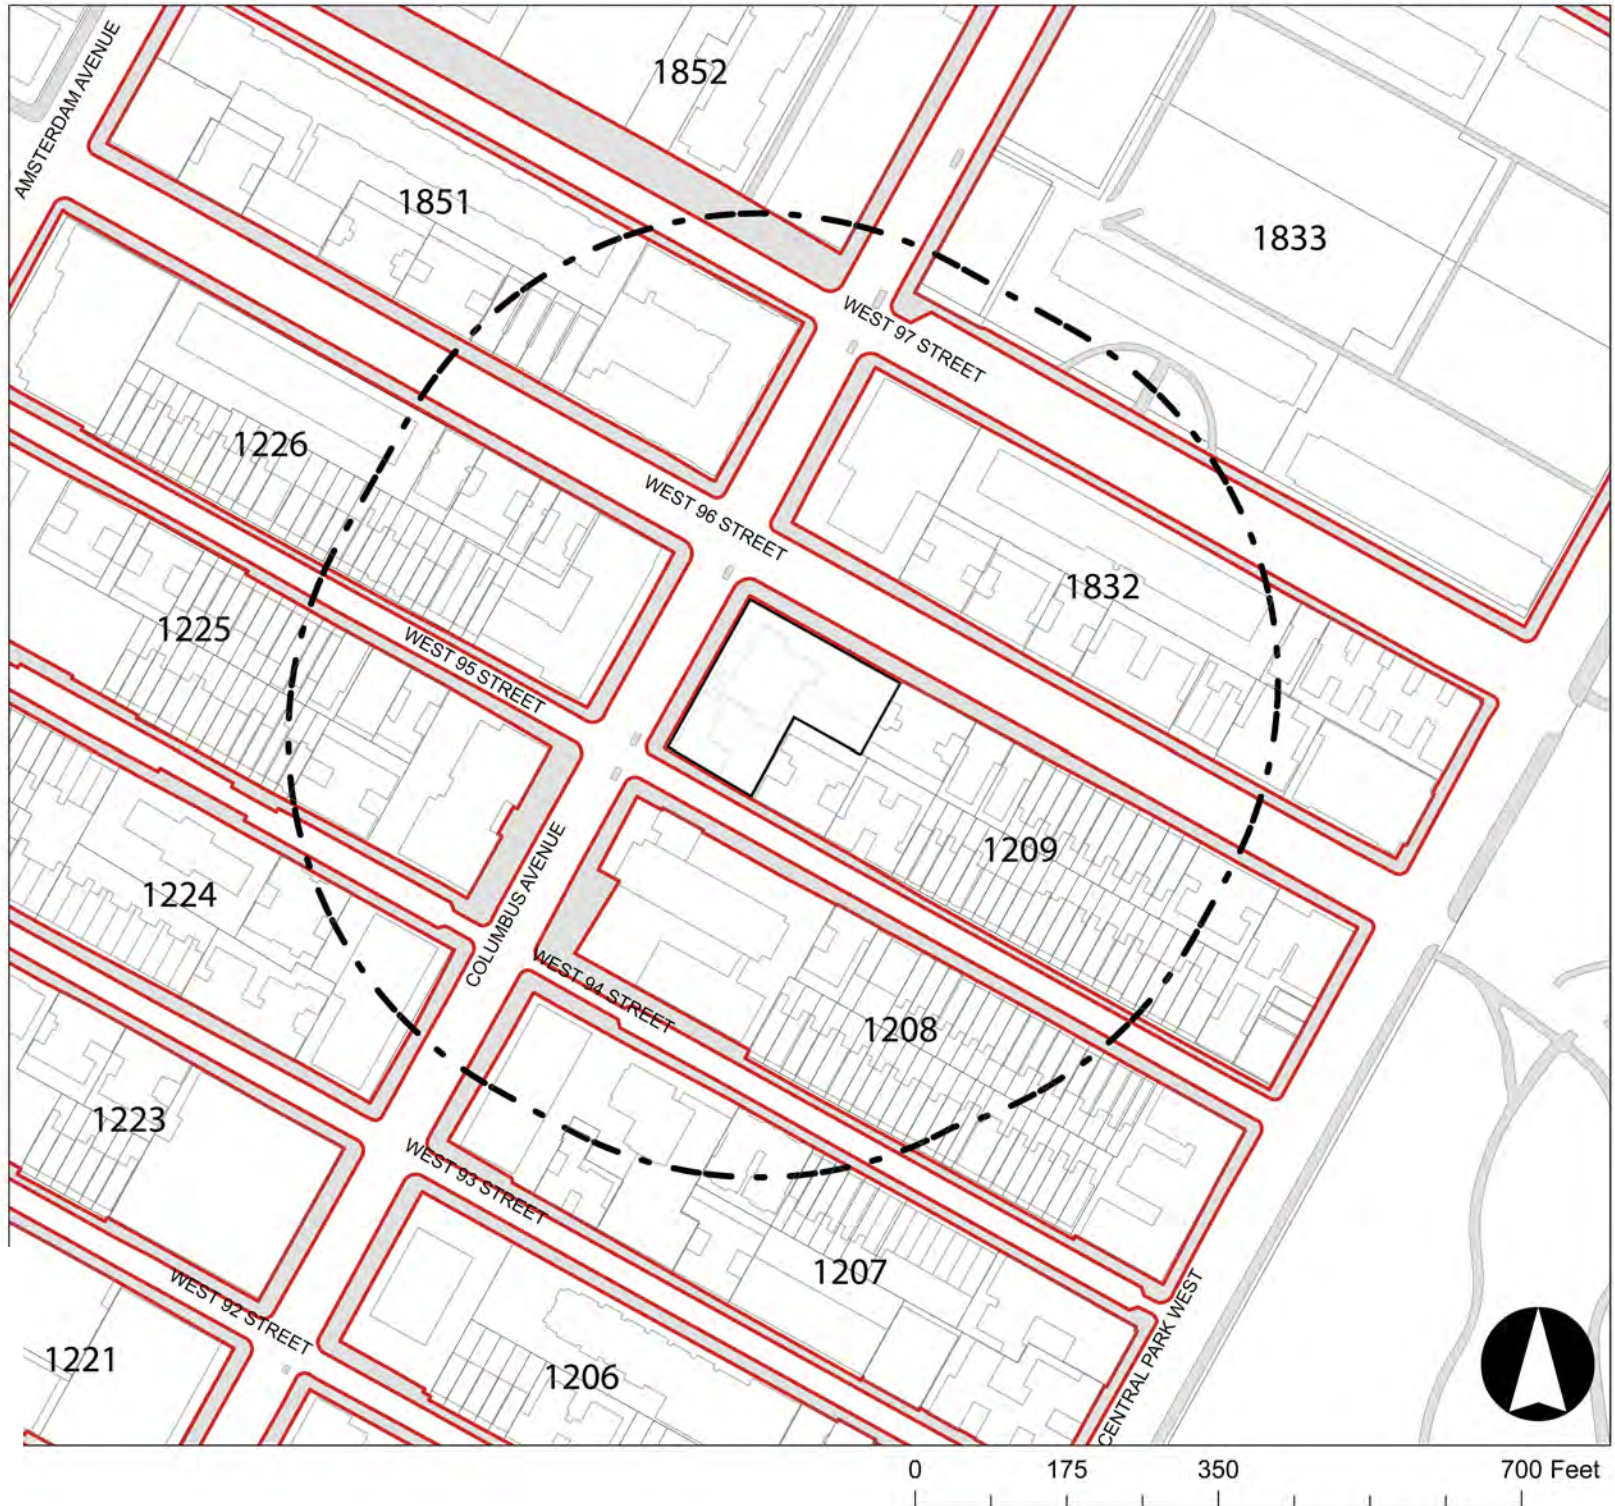 1852
AMSTERDAM AVENUE
1851
1833
WEST 97 STREET
1226
WEST 96 STREET
1832
1225
WEST 95 STREET
1209
1224
COLUMBUS AVENUE
WEST 94 STREET
1208
1223
WEST 93 STREET
1207
WEST 92 STREET
CENTRAL PARK WEST
1221
1206
0 175 350 700 Feet